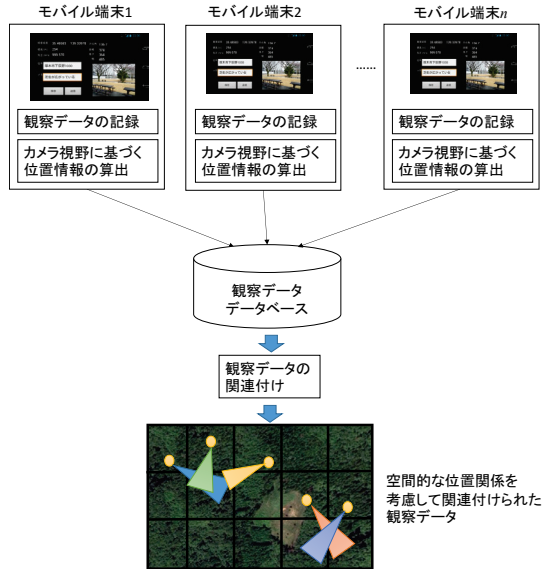 モバイル端末1
モバイル端末2
モバイル端末n
......
観察データの記録
観察データの記録
観察データの記録
カメラ視野に基づく
位置情報の算出
カメラ視野に基づく
位置情報の算出
カメラ視野に基づく
位置情報の算出
観察データ
データベース
観察データの
関連付け
空間的な位置関係を
考慮して関連付けられた
観察データ